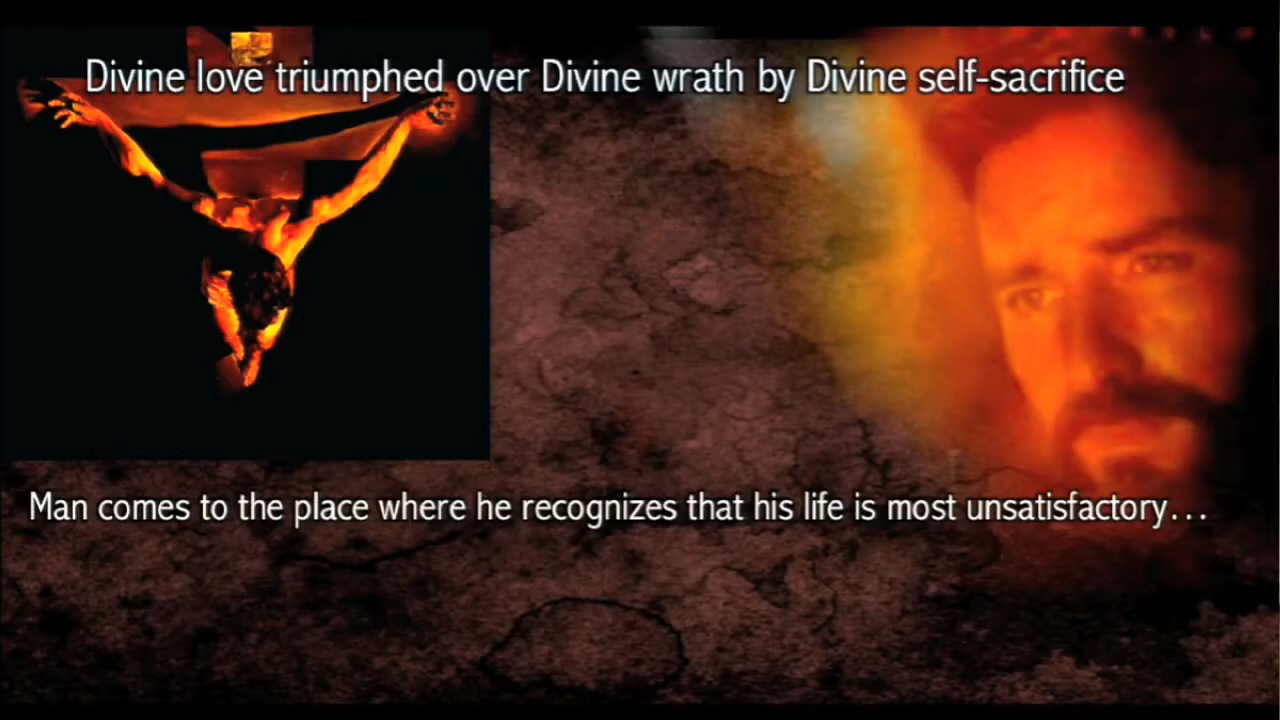 Divine love triumphed over Divine wrath by Divine self-sacrifice
Man comes to the place where he recognizes that his life is most unsatisfactory...